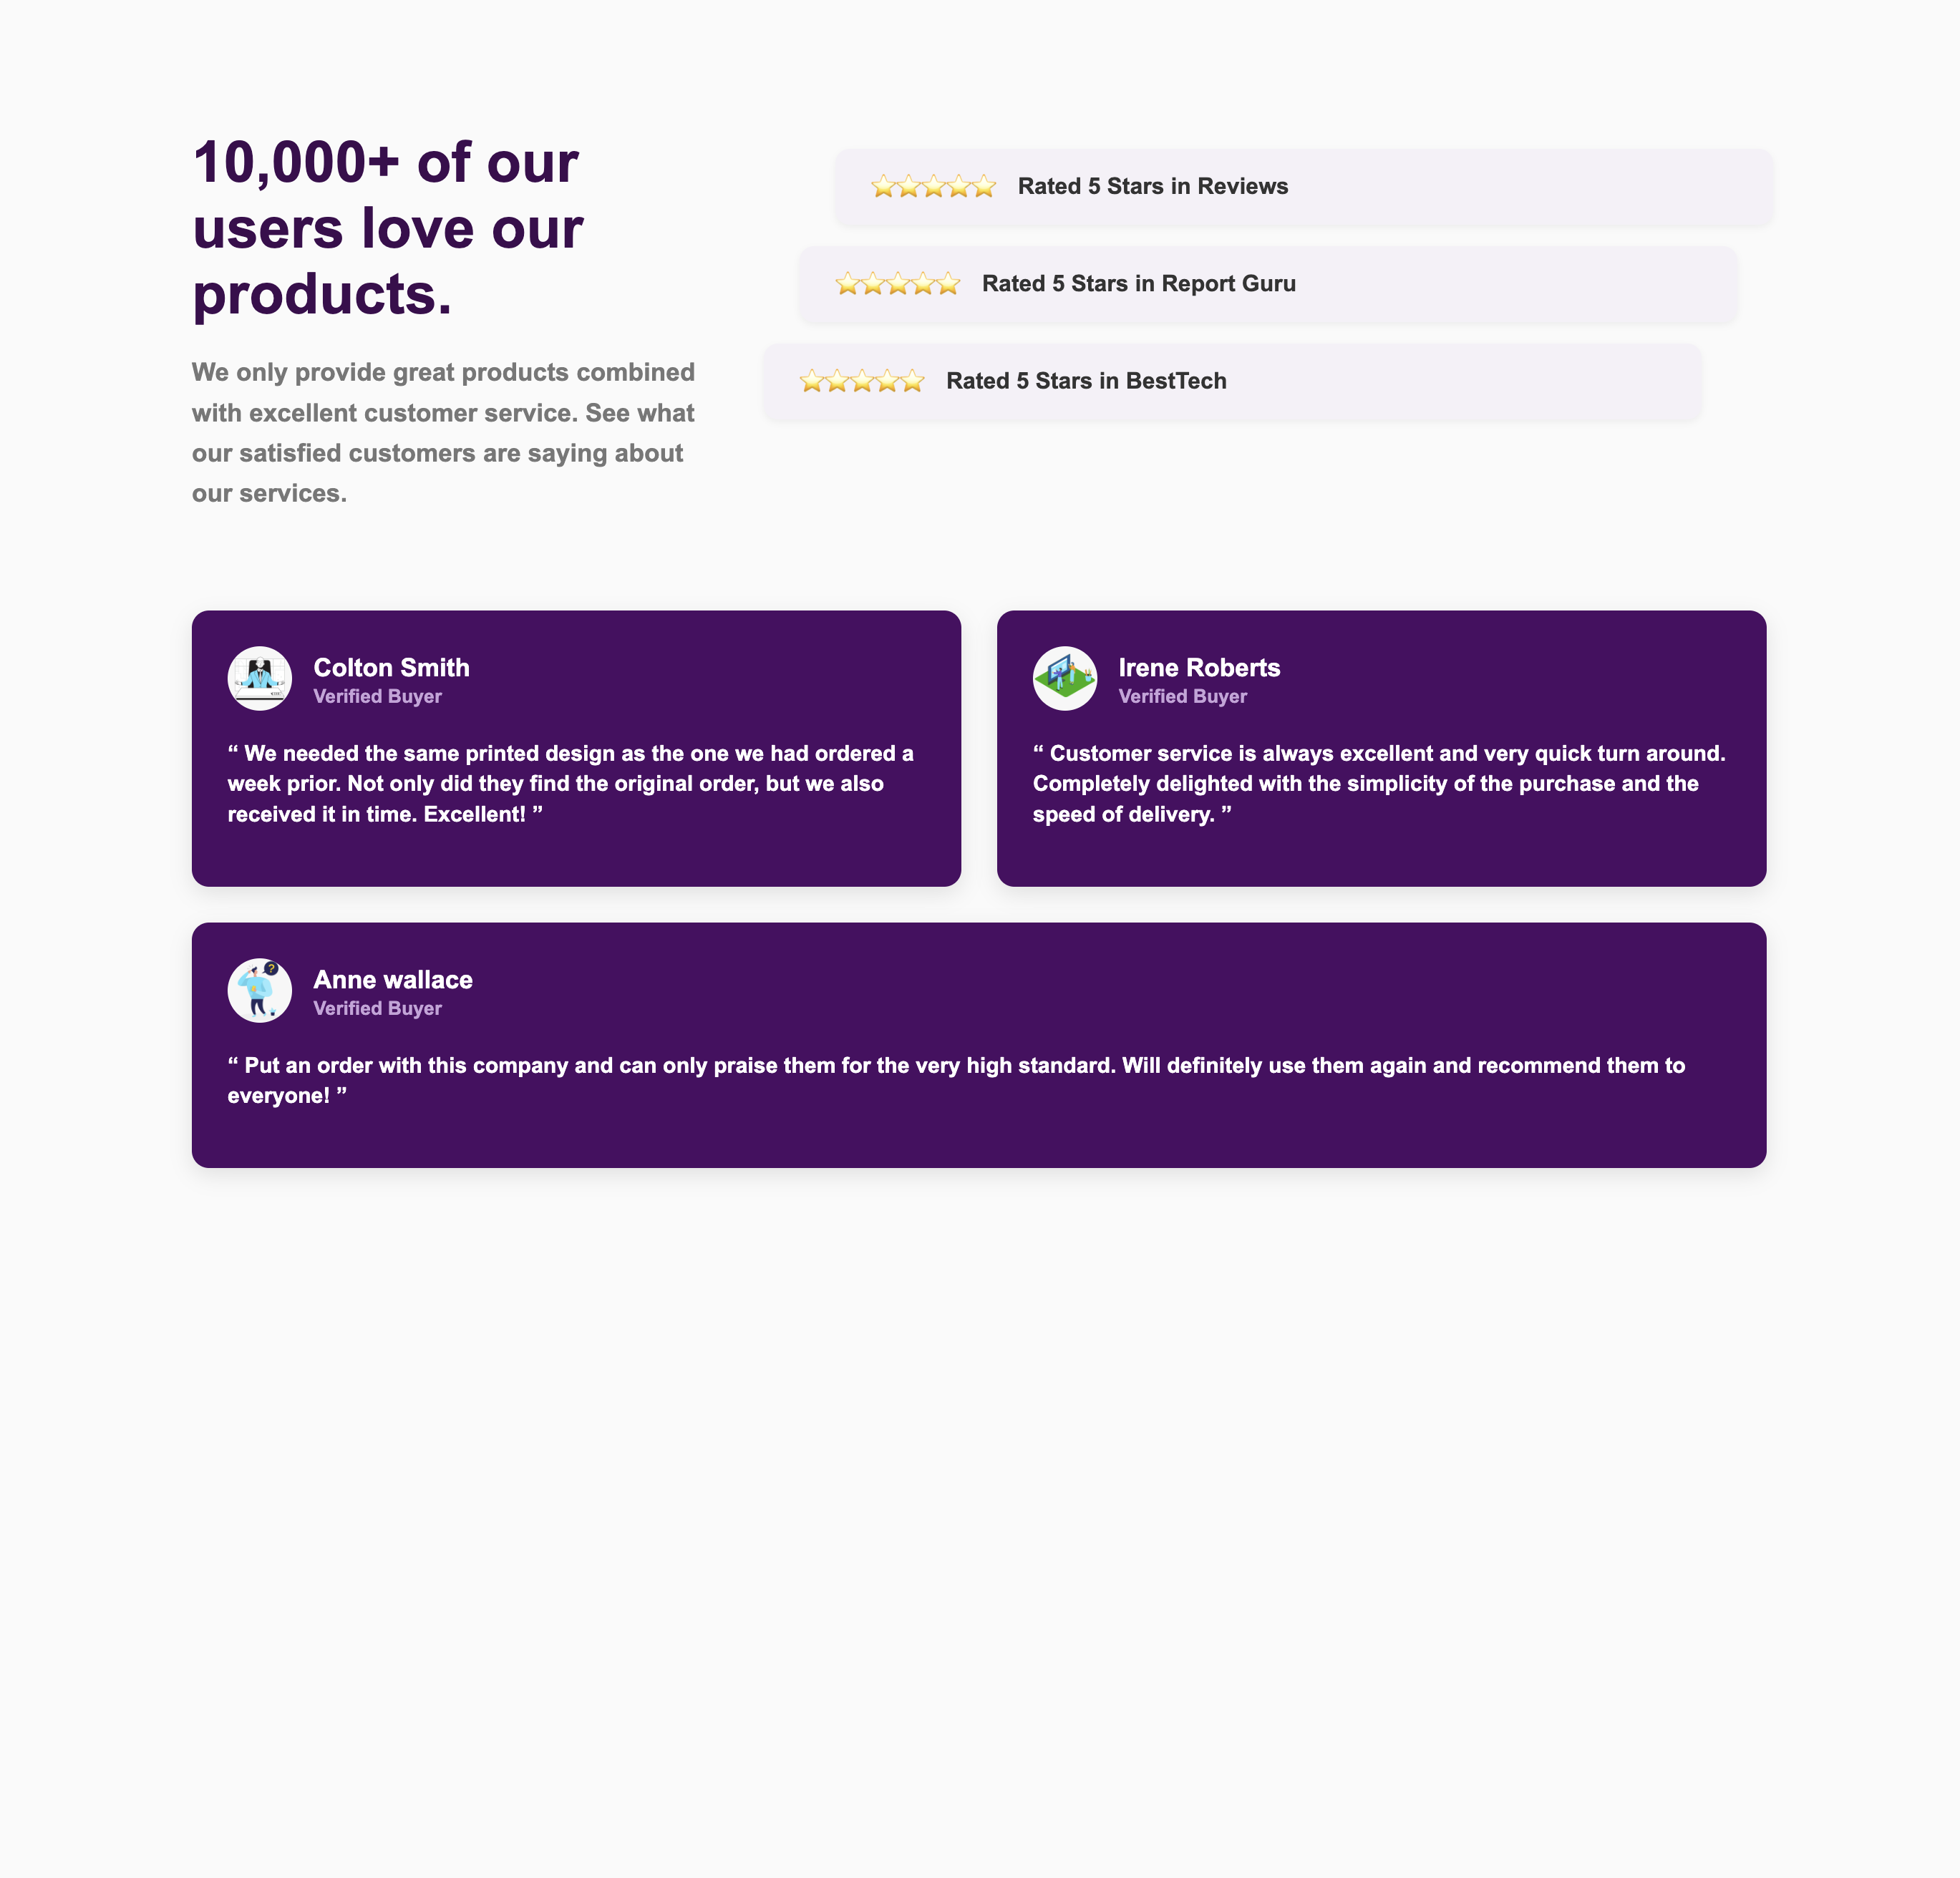 10,000+ of our
users love our
products.
We only provide great products combined
with excellent customer service. See what
our satisfied customers are saying about
our services.
⭐⭐⭐⭐⭐ Rated 5 Stars in Reviews
⭐⭐⭐⭐⭐ Rated 5 Stars in Report Guru
⭐⭐⭐⭐⭐ Rated 5 Stars in BestTech
Colton Smith
Verified Buyer
“ We needed the same printed design as the one we had ordered a
week prior. Not only did they find the original order, but we also
received it in time. Excellent! ”
Irene Roberts
Verified Buyer
“ Customer service is always excellent and very quick turn around.
Completely delighted with the simplicity of the purchase and the
speed of delivery. ”
?
Anne wallace
Verified Buyer
“ Put an order with this company and can only praise them for the very high standard. Will definitely use them again and recommend them to
everyone! ”